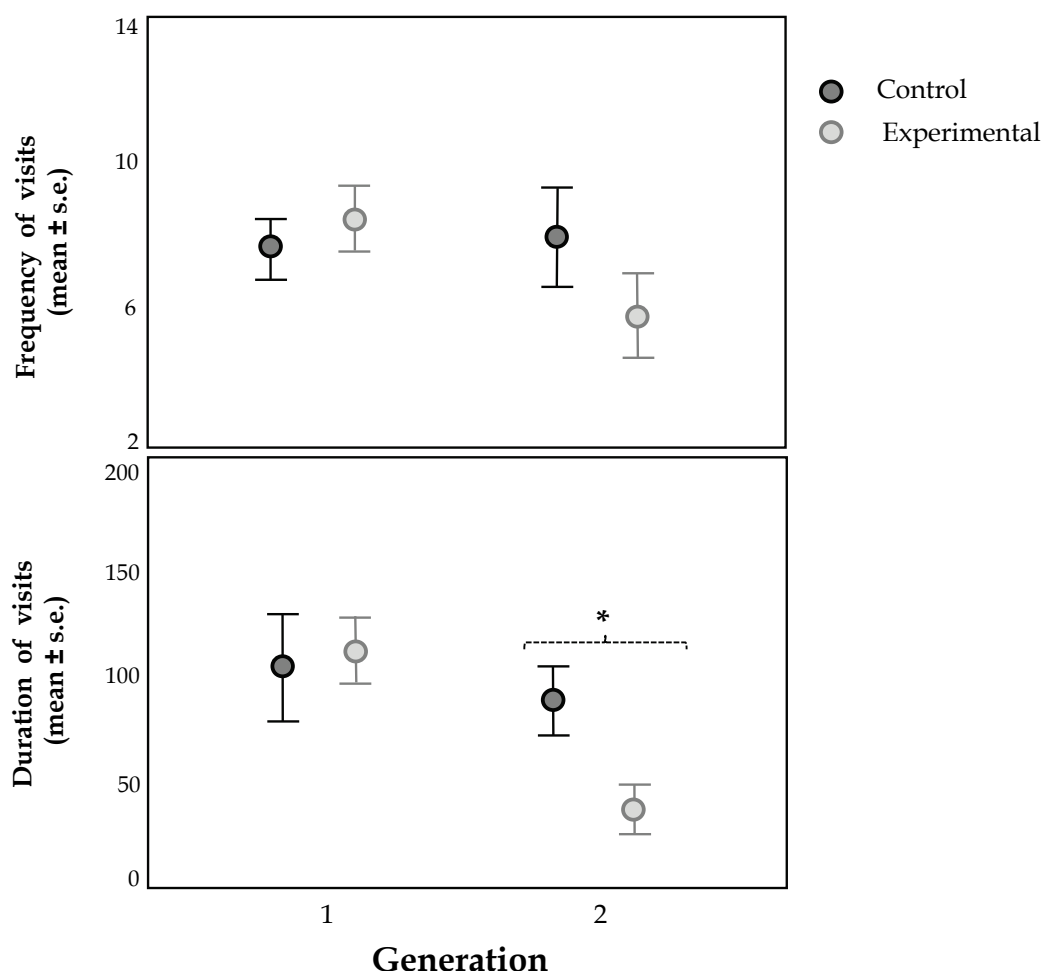 14
10
6
2
Frequency of visits
(mean ± s.e.)
Control
Experimental
200
150
100
50
0
Duration of visits
(mean ± s.e.)
*
1
2
Generation